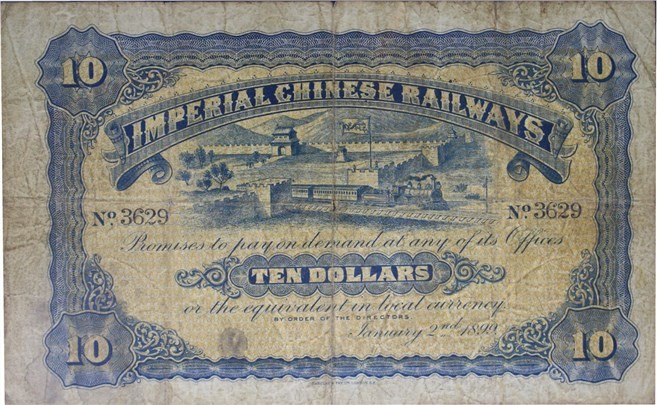 10 10
IMPERIAL CHINESE RAILWAYS
No. 3629 No. 3629
Promises to pay on demand at any of its Offices
TEN DOLLARS
or the equivalent in local currency.
BY ORDER OF THE DIRECTORS
January 2nd 1899.
10 10